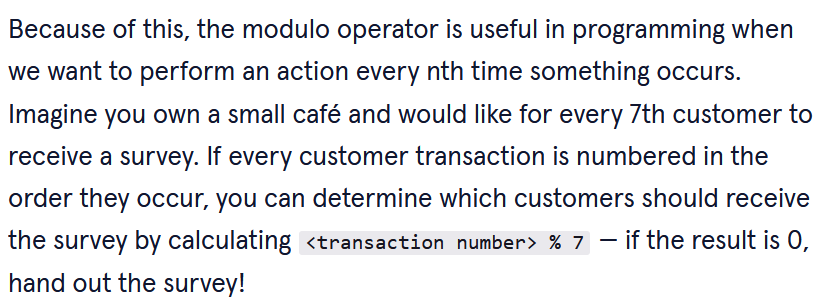 Because of this, the modulo operator is useful in programming when
we want to perform an action every nth time something occurs.
Imagine you own a small café and would like for every 7th customer to
receive a survey. If every customer transaction is numbered in the
order they occur, you can determine which customers should receive
the survey by calculating <transaction number> % 7 — if the result is 0,
hand out the survey!